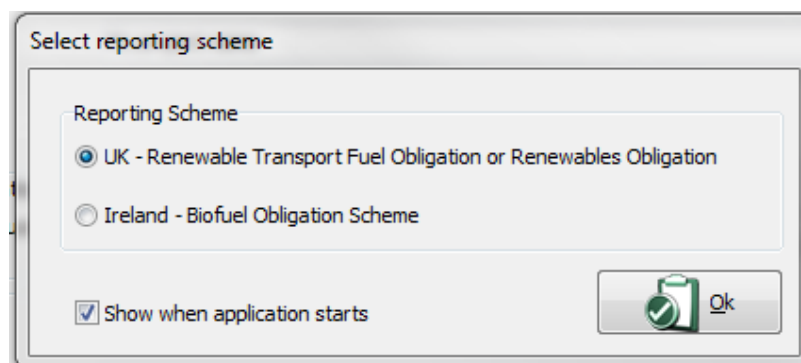 Select reporting scheme
Reporting Scheme
UK - Renewable Transport Fuel Obligation or Renewables Obligation
Ireland - Biofuel Obligation Scheme
Show when application starts
Ok